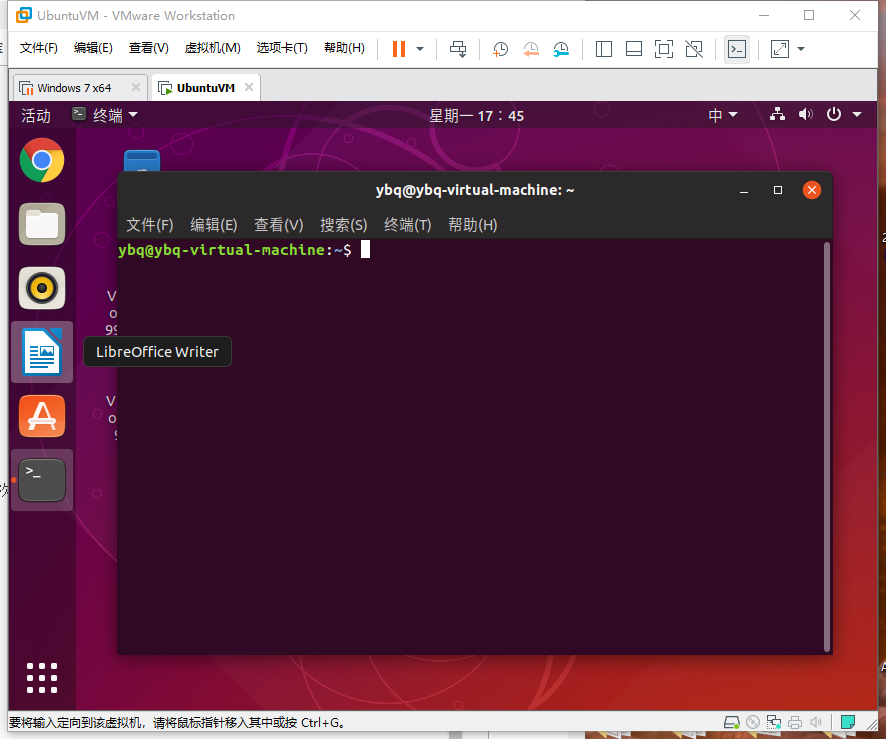 UbuntuVM - VMware Workstation
文件(F) 编辑(E) 查看(V) 虚拟机(M) 选项卡(T) 帮助(H)
Windows 7 x64 UbuntuVM
活动 终端 星期一 17：45 中
ybq@ybq-virtual-machine: ~
文件(F) 编辑(E) 查看(V) 搜索(S) 终端(T) 帮助(H)
ybq@ybq-virtual-machine:~$
V
o
99
LibreOffice Writer
V
o
>_
要将输入定向到该虚拟机，请将鼠标指针移入其中或按 Ctrl+G。